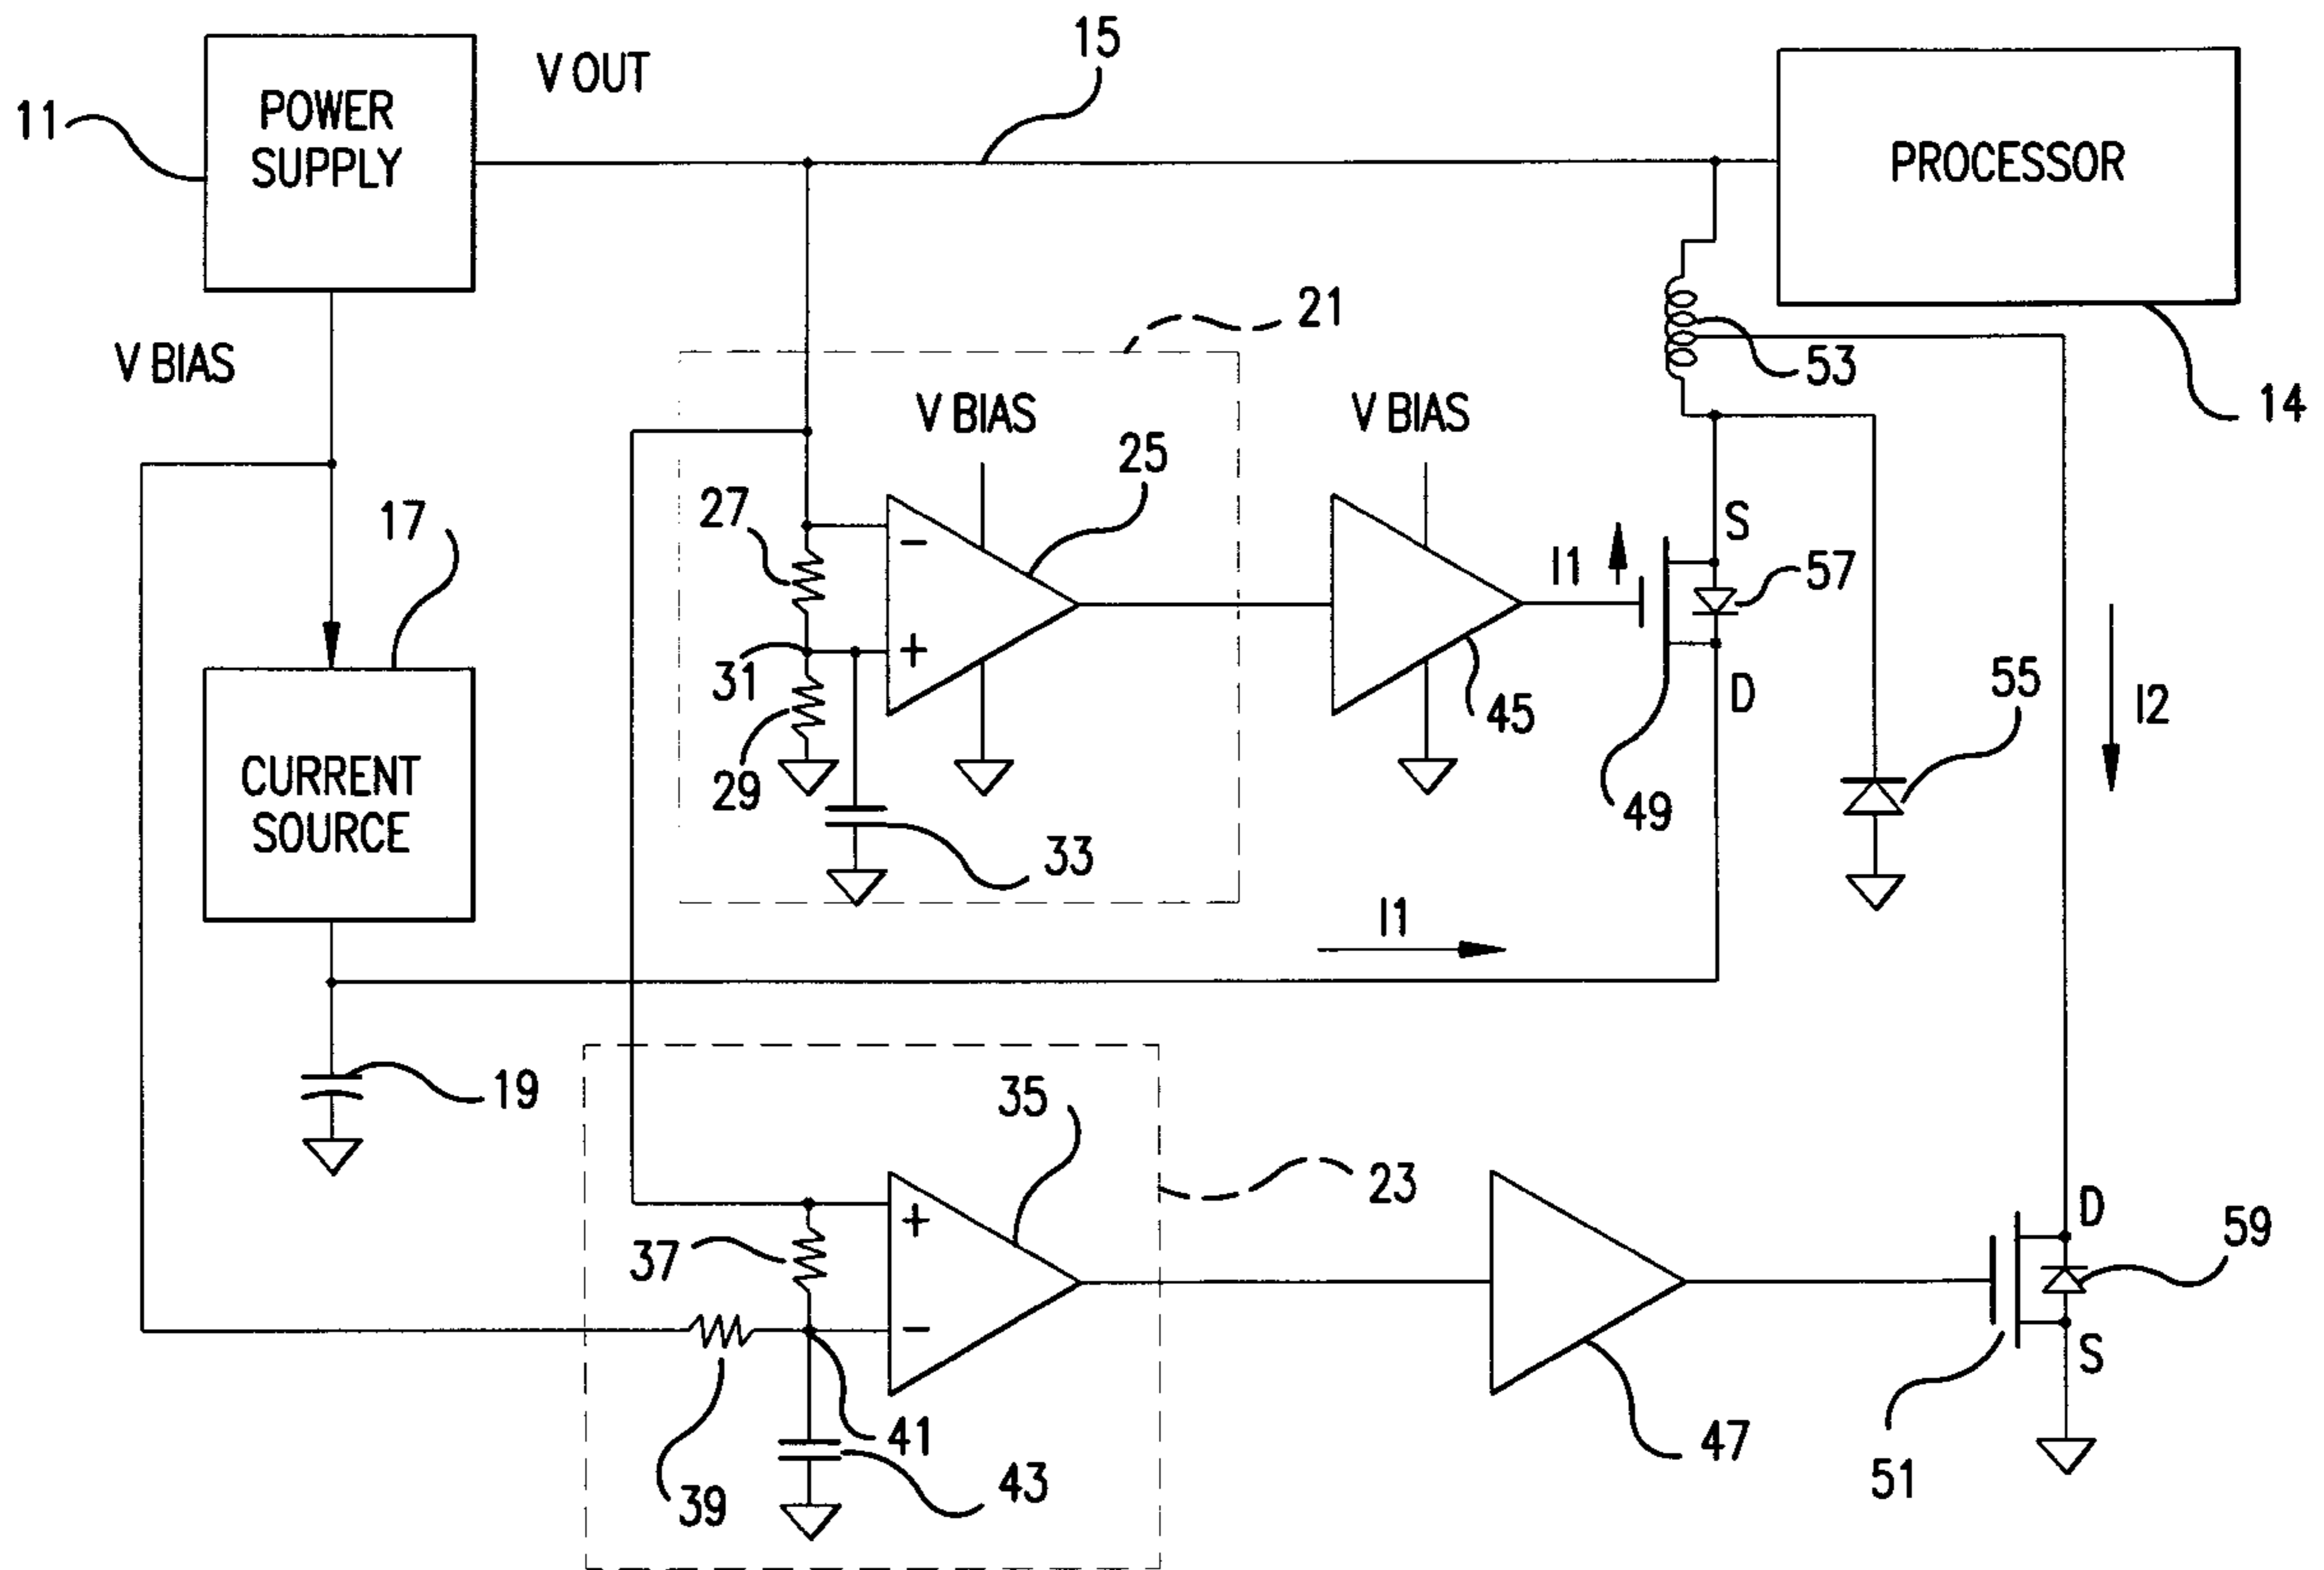 15
V OUT
11
POWER
SUPPLY
PROCESSOR
21
V BIAS
53
14
V BIAS
V BIAS
25
27
17
S
I1
57
-
+
31
D
55
I2
45
29
49
CURRENT
SOURCE
33
I1
19
35
23
+
37
D
59
-
S
41
47
43
51
39